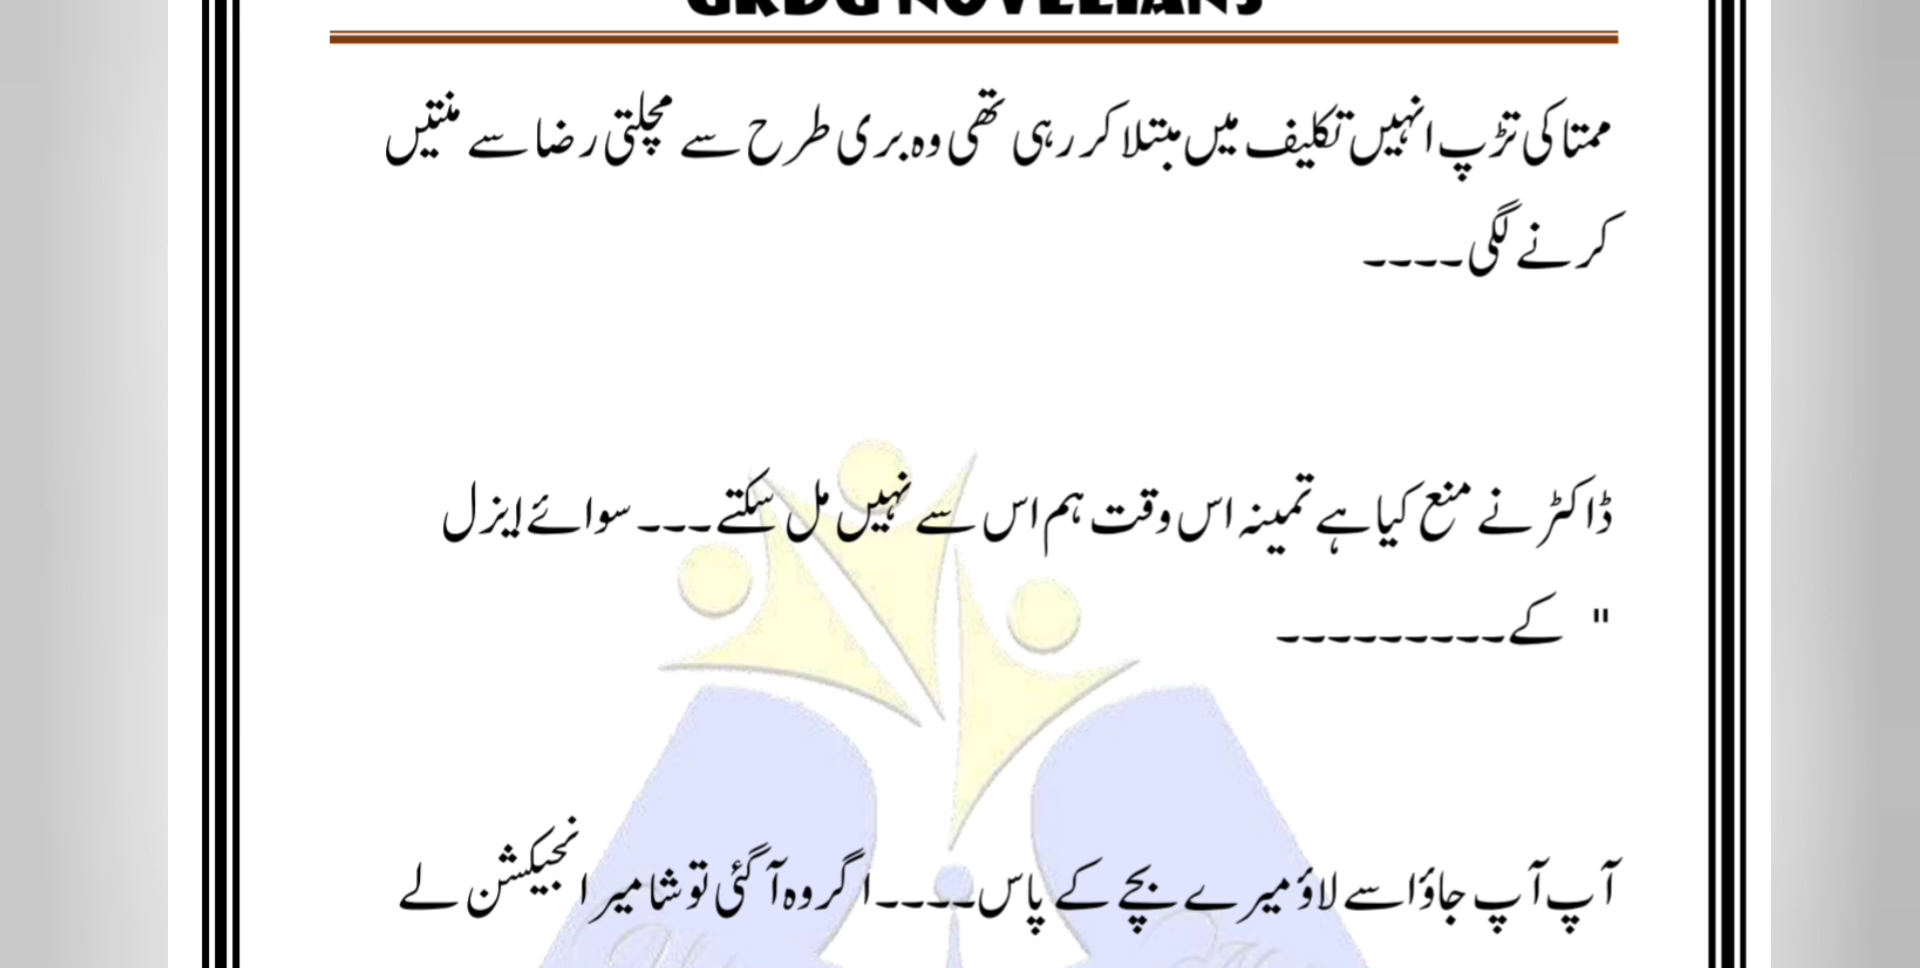 GRDG NOVELIANS
ممتا کی تڑپ انہیں تکلیف میں مبتلا کر رہی تھی وہ بری طرح سے مچلتی رضا سے منتیں
کرنے لگی۔۔۔۔
ڈاکٹر نے منع کیا ہے تمینہ اس وقت ہم اس سے نہیں مل سکتے۔۔۔ سوائے ایزل
" کے۔۔۔۔۔۔۔۔۔
آپ آپ جاؤ اسے لاؤ میرے بچے کے پاس۔۔۔۔ اگر وہ آ گئی تو شامیر انجیکشن لے